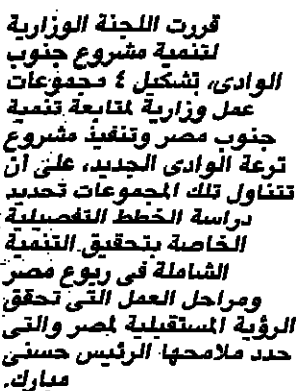 قررت اللجنة الوزارية
لتنمية مشروع جنوب
الوادى، تشكيل ٤ مجموعات
عمل وزارية لمتابعة تنمية
جنوب مصر وتنفيذ مشروع
ترعة الوادى الجديد، على أن
تتناول تلك المجموعات تحديد
دراسة الخطط التفصيلية
الخاصة بتحقيق التنمية
الشاملة فى ربوع مصر
ومراحل العمل التى تحقق
الرؤية المستقبلية لمصر والتى
حدد ملامحها الرئيس حسنى
مبارك.